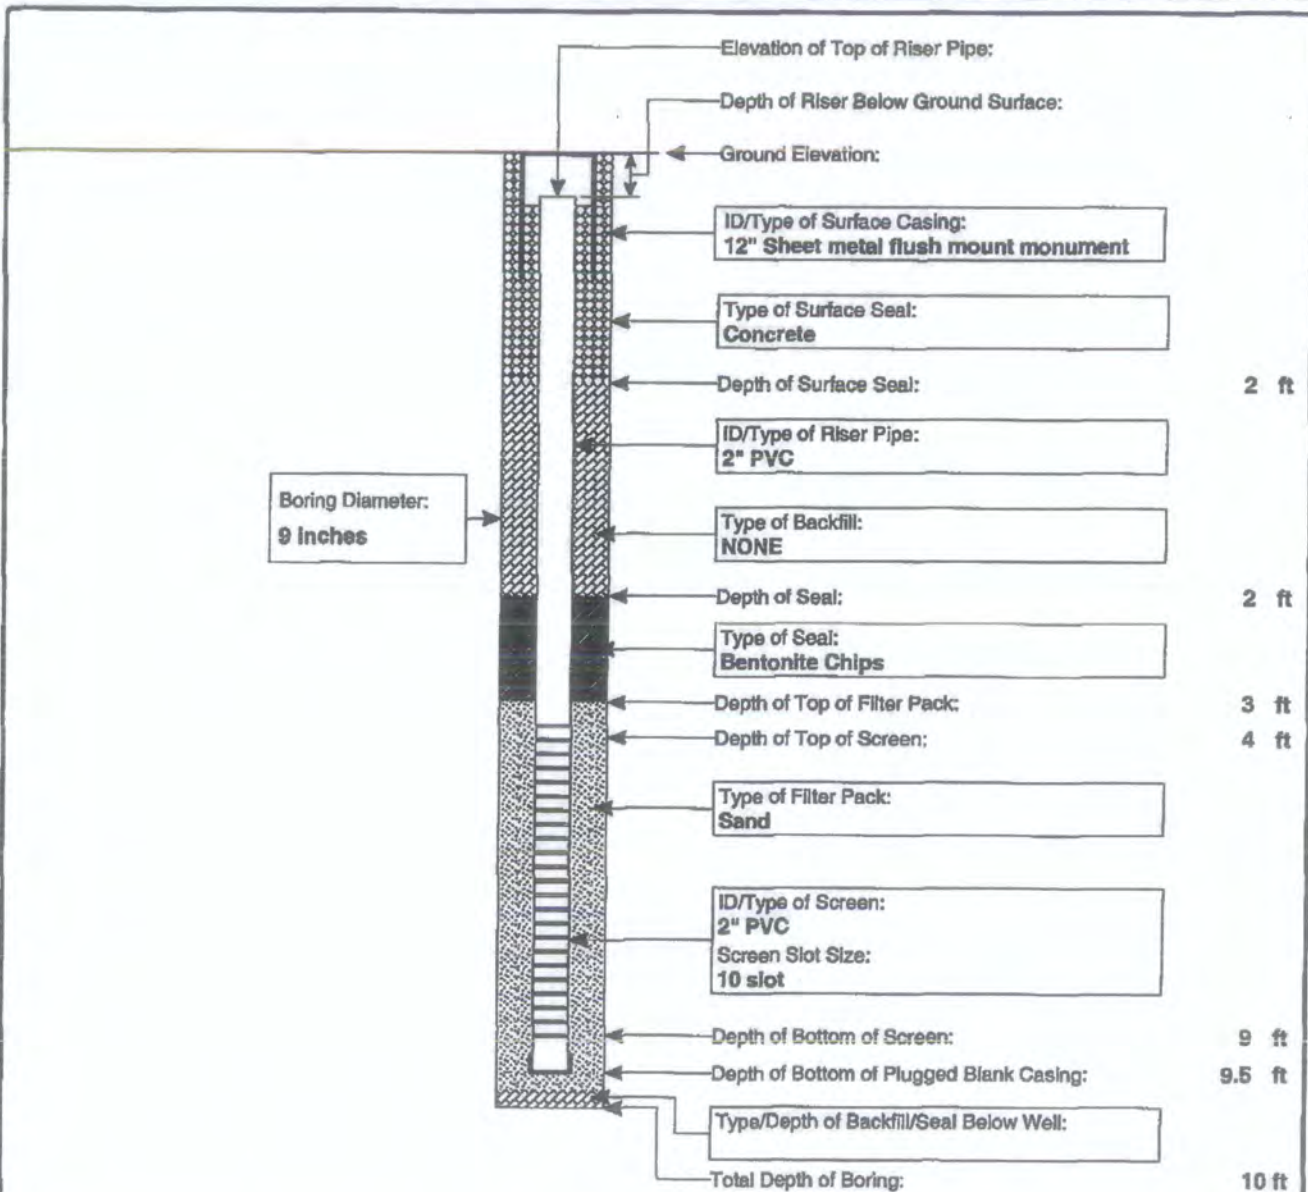 Elevation of Top of Riser Pipe:
Depth of Riser Below Ground Surface:
Ground Elevation:
ID/Type of Surface Casing:
12" Sheet metal flush mount monument
Type of Surface Seal:
Concrete
Depth of Surface Seal: 2 ft
ID/Type of Riser Pipe:
2" PVC
Boring Diameter:
9 inches
Type of Backfill:
NONE
Depth of Seal: 2 ft
Type of Seal:
Bentonite Chips
Depth of Top of Filter Pack: 3 ft
Depth of Top of Screen: 4 ft
Type of Filter Pack:
Sand
ID/Type of Screen:
2" PVC
Screen Slot Size:
10 slot
Depth of Bottom of Screen: 9 ft
Depth of Bottom of Plugged Blank Casing: 9.5 ft
Type/Depth of Backfill/Seal Below Well:
Total Depth of Boring: 10 ft